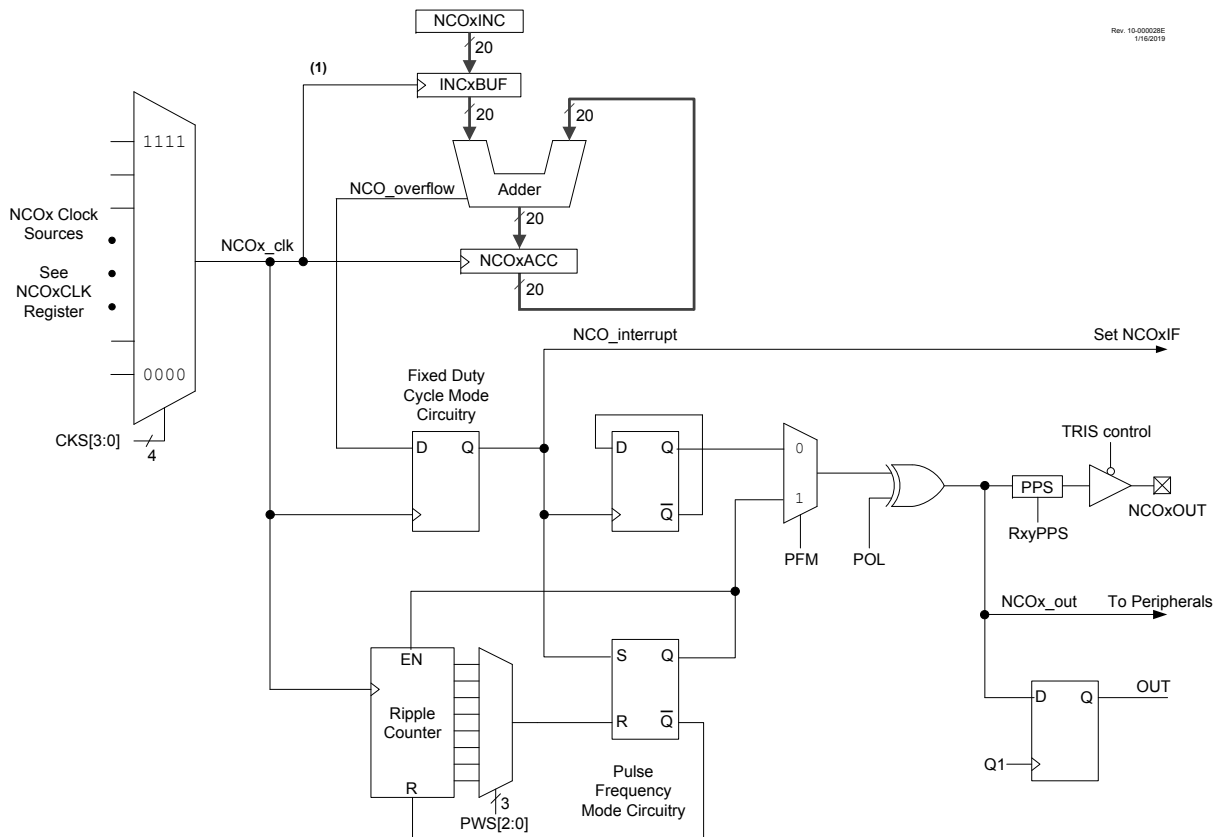 Rev. 10-000028E
1/16/2019
NCOxINC
20
(1)
INCxBUF
20
20
1111
NCO_overflow
Adder
NCOx Clock
Sources
20
NCOx_clk
NCOxACC
See
NCOxCLK
Register
20
NCO_interrupt
Set NCOxIF
0000
Fixed Duty
Cycle Mode
Circuitry
CKS[3:0]
4
D
Q
D
Q
Q
0
1
TRIS control
PPS
NCOxOUT
RxyPPS
PFM
POL
NCOx_out
To Peripherals
EN
Ripple
Counter
R
S
Q
R
Q
D
Q
OUT
Q1
3
PWS[2:0]
Pulse
Frequency
Mode Circuitry